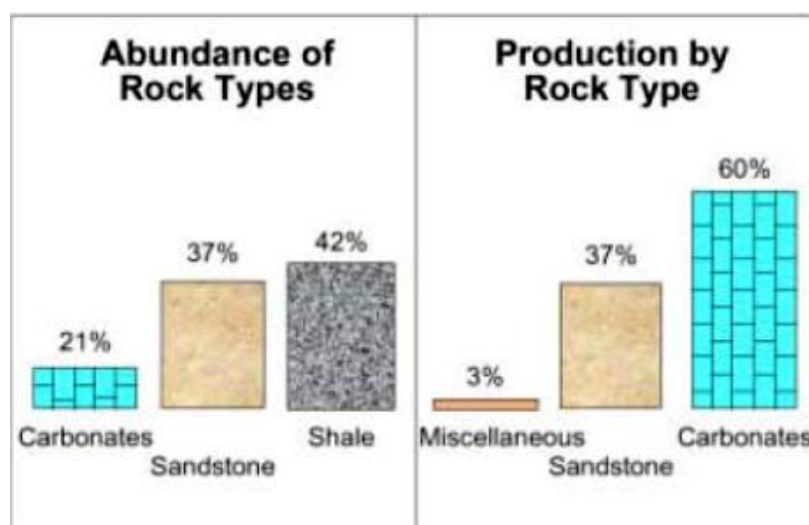 Abundance of
Rock Types
21%
37%
42%
Carbonates
Sandstone
Shale
Production by
Rock Type
3%
37%
60%
Miscellaneous
Sandstone
Carbonates